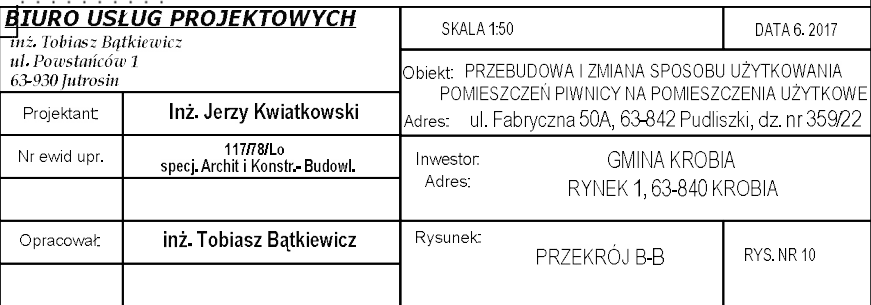 BIURO USŁUG PROJEKTOWYCH
inż. Tobiasz Bątkiewicz
ul. Powstańców 1
63-930 Jutrosin
Projektant: Inż. Jerzy Kwiatkowski
Nr ewid upr. 117/78/Lo
specj. Archit i Konstr.- Budowl.
Opracował: inż. Tobiasz Bątkiewicz
SKALA 1:50 DATA 6. 2017
Obiekt: PRZEBUDOWA I ZMIANA SPOSOBU UŻYTKOWANIA
POMIESZCZEŃ PIWNICY NA POMIESZCZENIA UŻYTKOWE
Adres: ul. Fabryczna 50A, 63-842 Pudliszki, dz. nr 359/22
Inwestor: GMINA KROBIA
Adres: RYNEK 1, 63-840 KROBIA
Rysunek: PRZEKRÓJ B-B RYS. NR 10